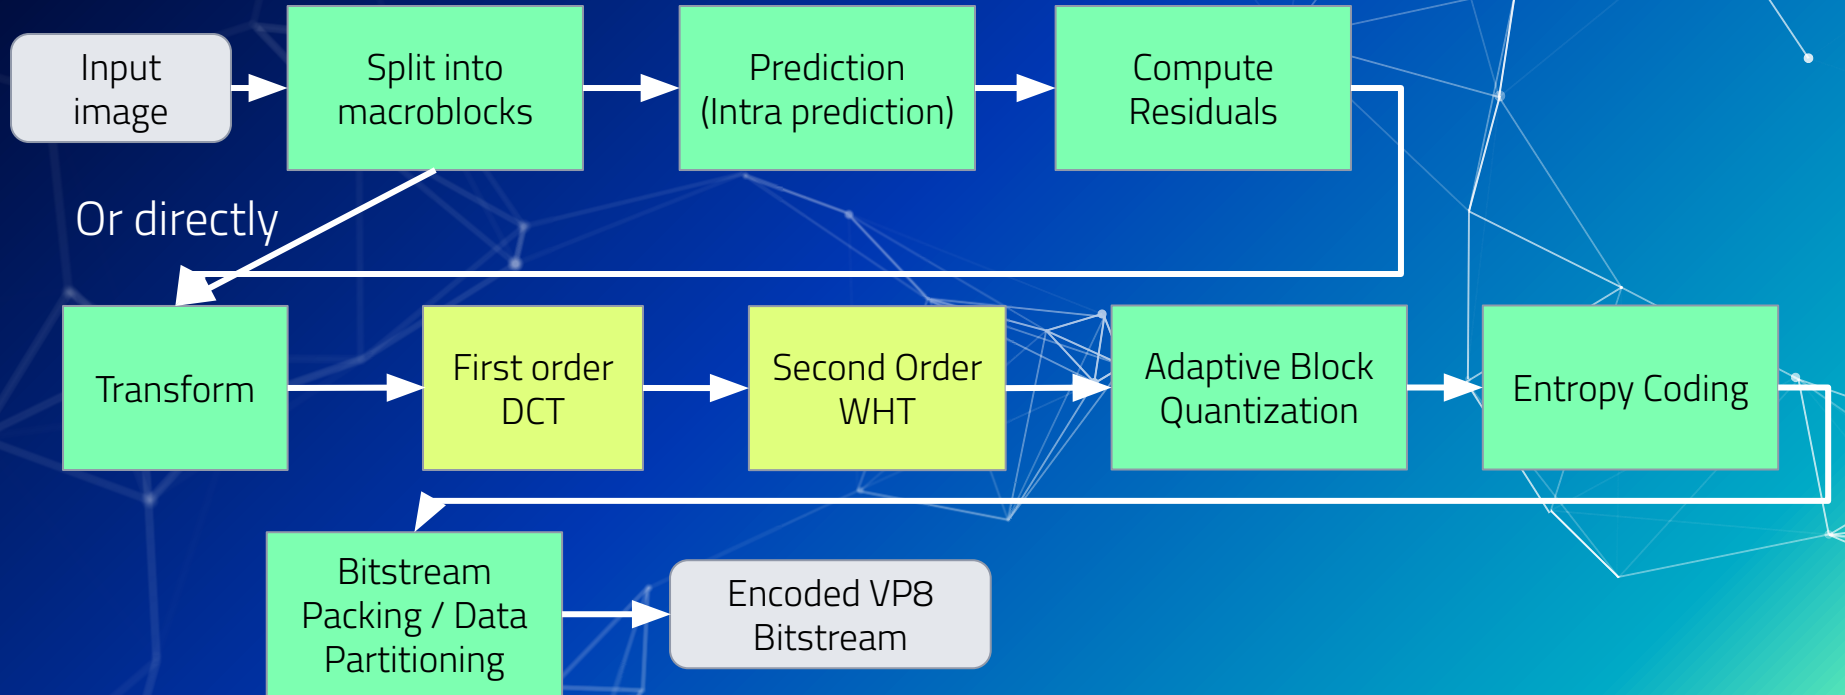 Input
image
Split into
macroblocks
Prediction
(Intra prediction)
Compute
Residuals
Or directly
Transform
First order
DCT
Second Order
WHT
Adaptive Block
Quantization
Entropy Coding
Bitstream
Packing / Data
Partitioning
Encoded VP8
Bitstream